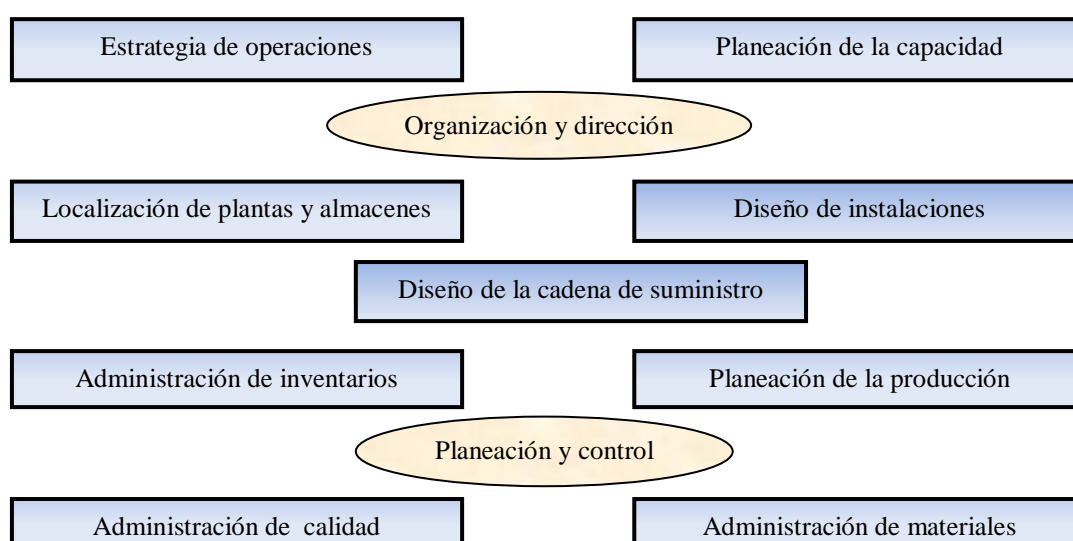 Estrategia de operaciones
Planeación de la capacidad
Organización y dirección
Localización de plantas y almacenes
Diseño de instalaciones
Diseño de la cadena de suministro
Administración de inventarios
Planeación de la producción
Planeación y control
Administración de  calidad
Administración de materiales